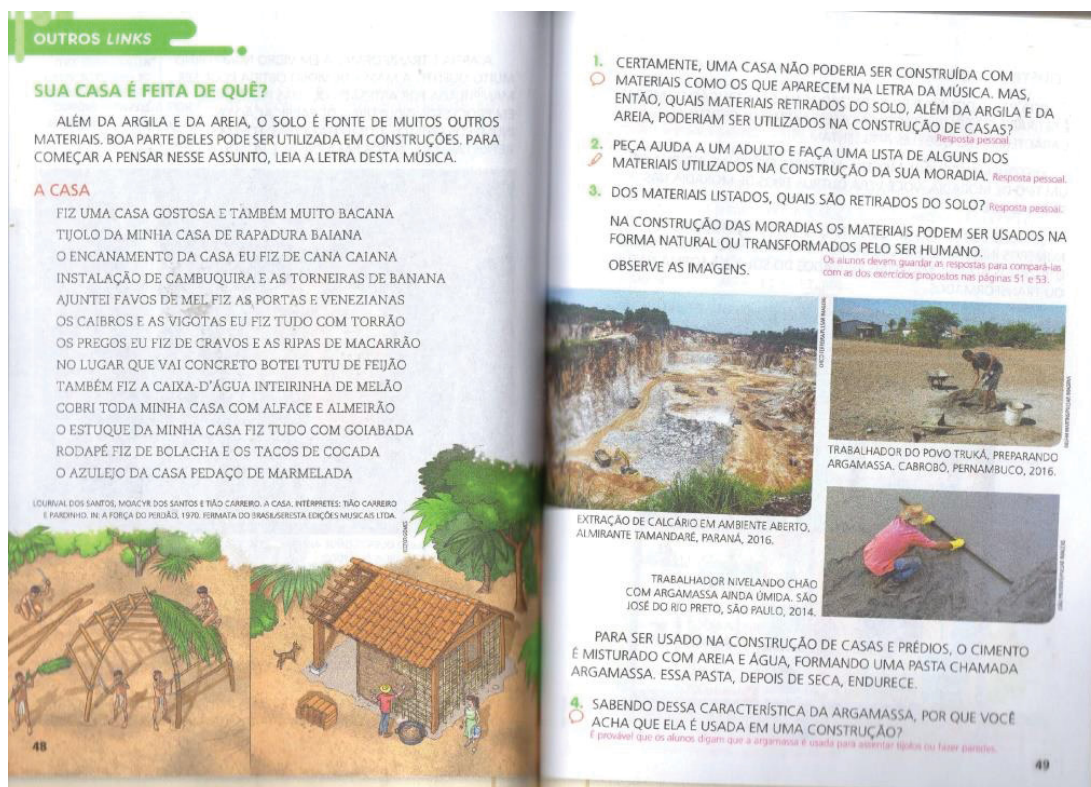 OUTROS LINKS
SUA CASA É FEITA DE QUÊ?
ALÉM DA ARGILA E DA AREIA, O SOLO É FONTE DE MUITOS OUTROS
MATERIAIS. BOA PARTE DELES PODE SER UTILIZADA EM CONSTRUÇÕES. PARA
COMEÇAR A PENSAR NESSE ASSUNTO, LEIA A LETRA DESTA MÚSICA.
A CASA
FIZ UMA CASA GOSTOSA E TAMBÉM MUITO BACANA
TIJOLO DA MINHA CASA DE RAPADURA BAIANA
O ENCANAMENTO DA CASA EU FIZ DE CANA CAIANA
INSTALAÇÃO DE CAMBUQUIRA E AS TORNEIRAS DE BANANA
AJUNTEI FAVOS DE MEL FIZ AS PORTAS E VENEZIANAS
OS CAIBROS E AS VIGOTAS EU FIZ TUDO COM TORRÃO
OS PREGOS EU FIZ DE CRAVOS E AS RIPAS DE MACARRÃO
NO LUGAR QUE VAI CONCRETO BOTEI TUTU DE FEIJÃO
TAMBÉM FIZ A CAIXA-D'ÁGUA INTEIRINHA DE MELÃO
COBRI TODA MINHA CASA COM ALFACE E ALMEIRÃO
O ESTUQUE DA MINHA CASA FIZ TUDO COM GOIABADA
RODAPÉ FIZ DE BOLACHA E OS TACOS DE COCADA
O AZULEJO DA CASA PEDAÇO DE MARMELADA
LOURIVAL DOS SANTOS, MOACYR DOS SANTOS E TIÃO CARREIRO. A CASA. INTÉRPRETES: TIÃO CARREIRO
E PARDINHO. IN: A FORÇA DO PERDÃO, 1970. FERMATA DO BRASIL/SERESTA EDIÇÕES MUSICAIS LTDA.
48
1. CERTAMENTE, UMA CASA NÃO PODERIA SER CONSTRUÍDA COM
MATERIAIS COMO OS QUE APARECEM NA LETRA DA MÚSICA. MAS,
ENTÃO, QUAIS MATERIAIS RETIRADOS DO SOLO, ALÉM DA ARGILA E DA
AREIA, PODERIAM SER UTILIZADOS NA CONSTRUÇÃO DE CASAS?
Resposta pessoal.
2. PEÇA AJUDA A UM ADULTO E FAÇA UMA LISTA DE ALGUNS DOS
MATERIAIS UTILIZADOS NA CONSTRUÇÃO DA SUA MORADIA. Resposta pessoal.
3. DOS MATERIAIS LISTADOS, QUAIS SÃO RETIRADOS DO SOLO? Resposta pessoal.
NA CONSTRUÇÃO DAS MORADIAS OS MATERIAIS PODEM SER USADOS NA
FORMA NATURAL OU TRANSFORMADOS PELO SER HUMANO.
OBSERVE AS IMAGENS.
Os alunos devem guardar as respostas para compará-las
com as dos exercícios propostos nas páginas 51 e 53.
EXTRAÇÃO DE CALCÁRIO EM AMBIENTE ABERTO,
ALMIRANTE TAMANDARÉ, PARANÁ, 2016.
TRABALHADOR DO POVO TRUKÁ, PREPARANDO
ARGAMASSA. CABROBÓ, PERNAMBUCO, 2016.
TRABALHADOR NIVELANDO CHÃO
COM ARGAMASSA AINDA ÚMIDA. SÃO
JOSÉ DO RIO PRETO, SÃO PAULO, 2014.
PARA SER USADO NA CONSTRUÇÃO DE CASAS E PRÉDIOS, O CIMENTO
É MISTURADO COM AREIA E ÁGUA, FORMANDO UMA PASTA CHAMADA
ARGAMASSA. ESSA PASTA, DEPOIS DE SECA, ENDURECE.
4. SABENDO DESSA CARACTERÍSTICA DA ARGAMASSA, POR QUE VOCÊ
ACHA QUE ELA É USADA EM UMA CONSTRUÇÃO?
É provável que os alunos digam que a argamassa é usada para assentar tijolos ou fazer paredes.
49